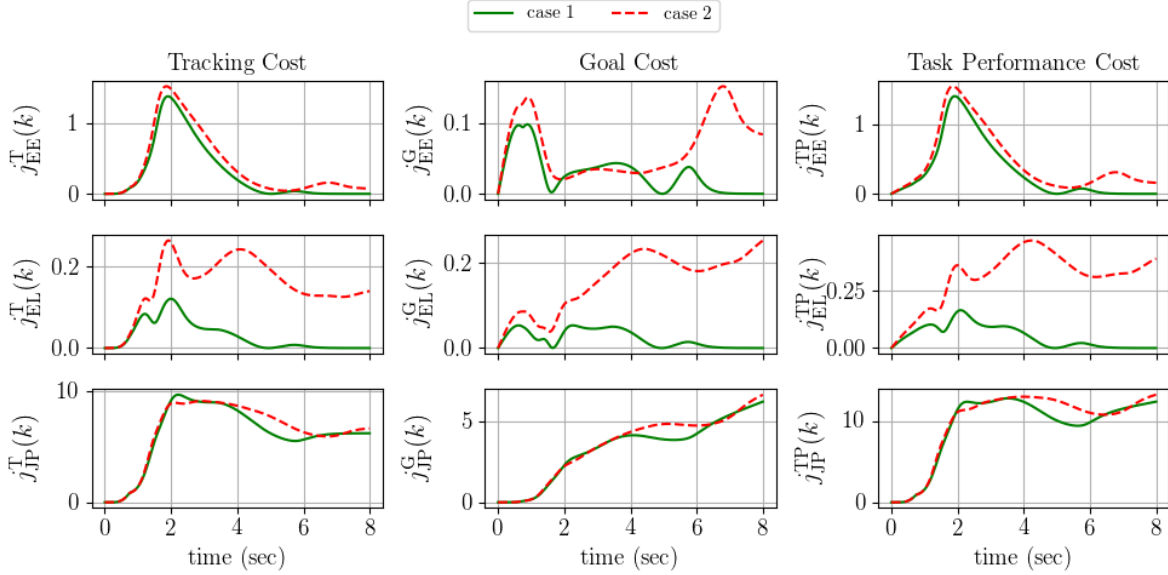 case 1 case 2
Tracking Cost Goal Cost Task Performance Cost
j^T_EE(k) 1 0
j^G_EE(k) 0.1 0.0
j^TP_EE(k) 1 0
j^T_EL(k) 0.2 0.0
j^G_EL(k) 0.2 0.0
j^TP_EL(k) 0.25 0.00
j^T_JP(k) 10 0
j^G_JP(k) 5 0
j^TP_JP(k) 10 0
0 2 4 6 8 0 2 4 6 8 0 2 4 6 8
time (sec) time (sec) time (sec)